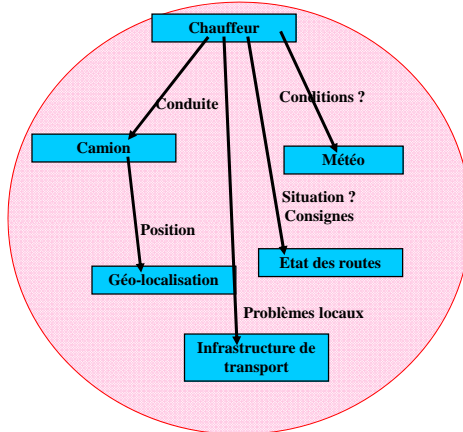 Chauffeur
Conduite
Conditions ?
Camion
Météo
Situation ?
Consignes
Position
Etat des routes
Géo-localisation
Problèmes locaux
Infrastructure de
transport